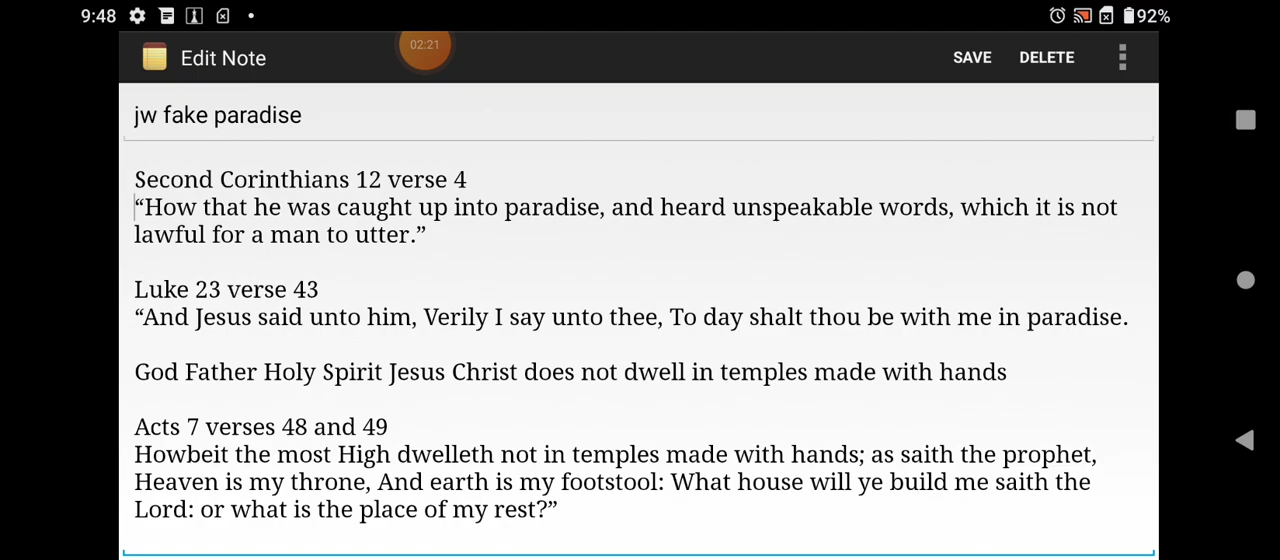 9:48
92%
02:21
Edit Note
SAVE
DELETE
jw fake paradise
Second Corinthians 12 verse 4
“How that he was caught up into paradise, and heard unspeakable words, which it is not
lawful for a man to utter.”
Luke 23 verse 43
“And Jesus said unto him, Verily I say unto thee, To day shalt thou be with me in paradise.
God Father Holy Spirit Jesus Christ does not dwell in temples made with hands
Acts 7 verses 48 and 49
Howbeit the most High dwelleth not in temples made with hands; as saith the prophet,
Heaven is my throne, And earth is my footstool: What house will ye build me saith the
Lord: or what is the place of my rest?”